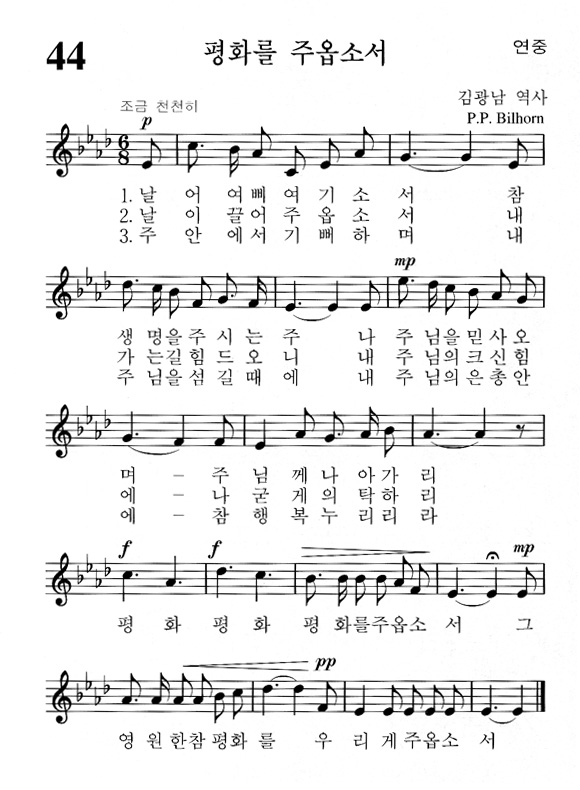 44 평화를 주옵소서 연중
조금 천천히
김광남 역사
P.P. Bilhorn
p
1. 날 어 여 삐 여 기 소 서 참
2. 날 이 끌 어 주 옵 소 서 내
3. 주 안 에 서 기 뻐 하 며 내
mp
생 명을 주 시 는 주 나 주 님을 믿 사 오
가 는길 힘 드 오 니 내 주 님의 크 신 힘
주 님을 섬 길 때 에 내 주 님의 은 총 안
며 – 주 님 께 나 아 가 리
에 – 나 굳 게 의 탁 하 리
에 – 참 행 복 누 리 리 라
f f mp
평 화 평 화 평 화를주옵소 서 그
pp
영 원 한참 평화 를 우 리 게 주옵소 서